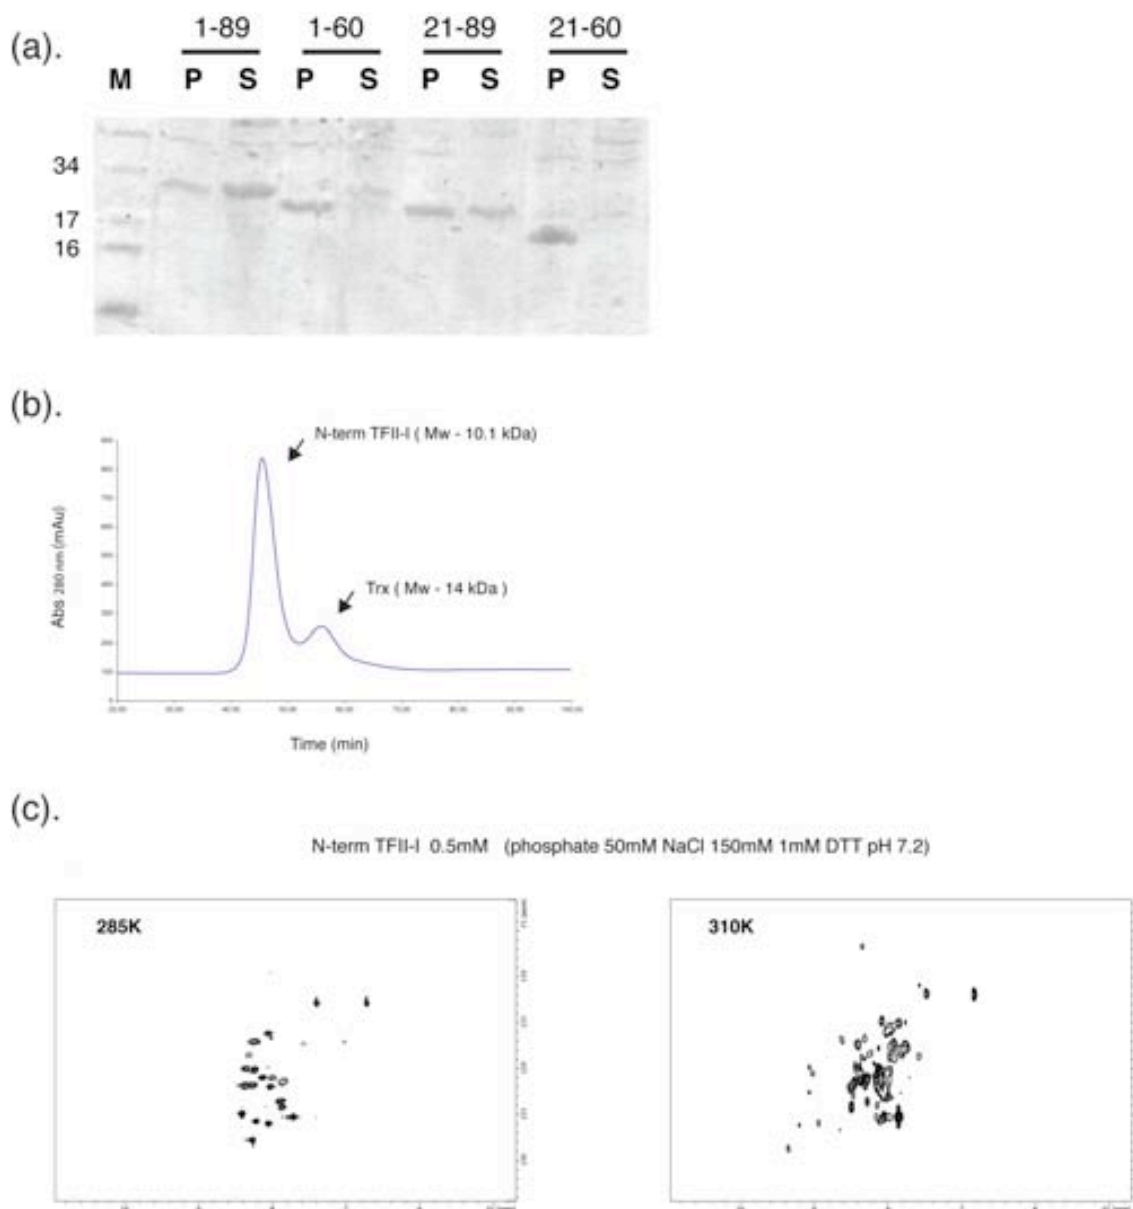 (a).
1-89 1-60 21-89 21-60
M P S P S P S P S
34
17
16
(b).
N-term TFII-I ( Mw - 10.1 kDa)
Trx ( Mw - 14 kDa )
Abs 280 nm (mAu)
Time (min)
(c).
N-term TFII-I 0.5mM (phosphate 50mM NaCl 150mM 1mM DTT pH 7.2)
285K 310K